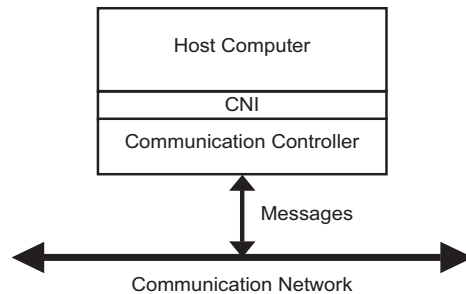 Host Computer
CNI
Communication Controller
Messages
Communication Network